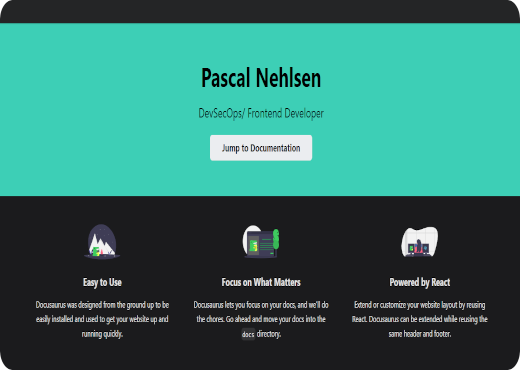 Pascal Nehlsen
DevSecOps/ Frontend Developer
Jump to Documentation
Easy to Use
Docusaurus was designed from the ground up to be
easily installed and used to get your website up and
running quickly.
Focus on What Matters
Docusaurus lets you focus on your docs, and we'll do
the chores. Go ahead and move your docs into the
docs directory.
Powered by React
Extend or customize your website layout by reusing
React. Docusaurus can be extended while reusing the
same header and footer.